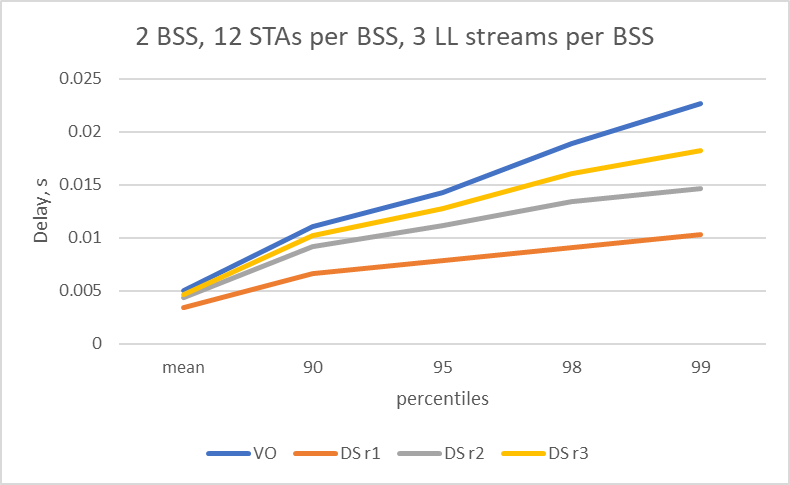 2 BSS, 12 STAs per BSS, 3 LL streams per BSS
0.025
0.02
0.015
0.01
0.005
0
Delay, s
mean 90 95 98 99
percentiles
VO DS r1 DS r2 DS r3